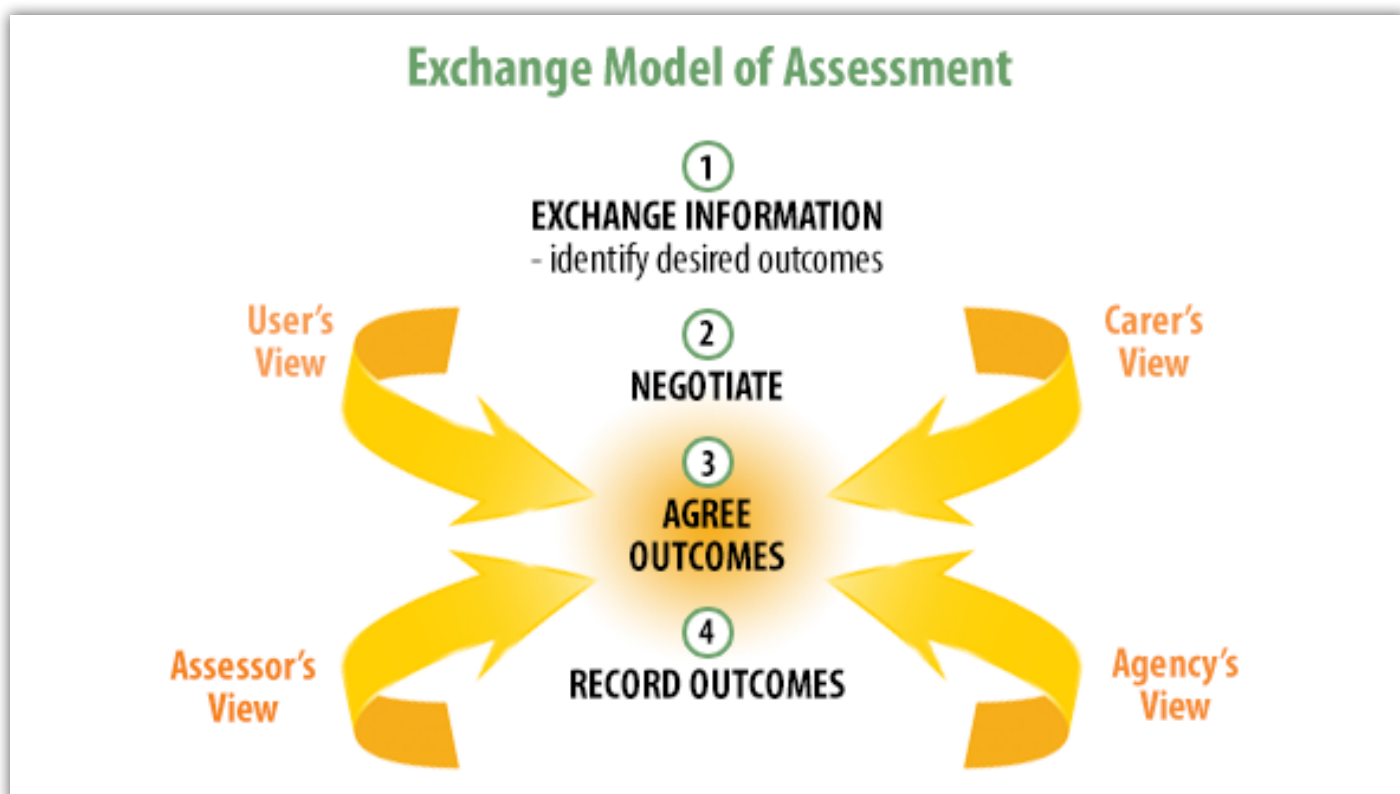 Exchange Model of Assessment
1
EXCHANGE INFORMATION
- identify desired outcomes
User's
View
Carer's
View
2
NEGOTIATE
3
AGREE
OUTCOMES
4
RECORD OUTCOMES
Assessor's
View
Agency's
View